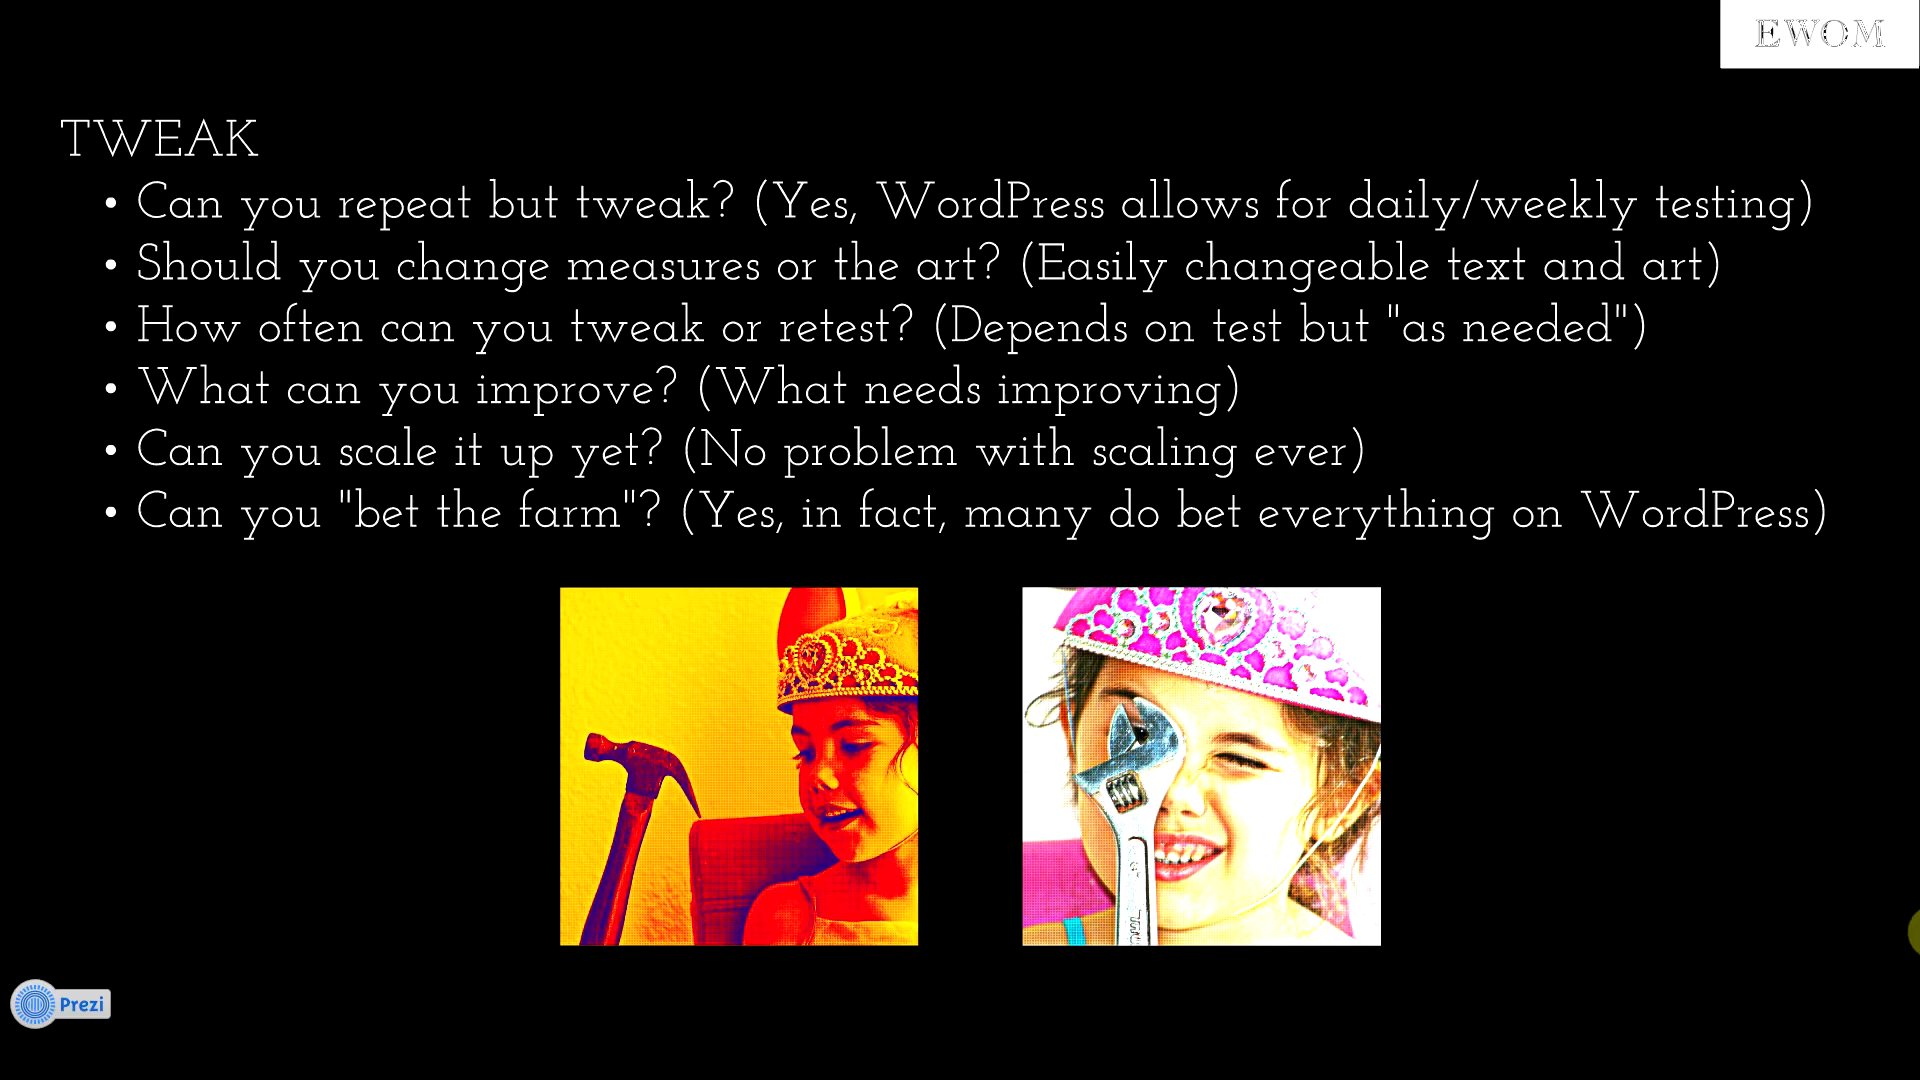 EWOM
TWEAK
• Can you repeat but tweak? (Yes, WordPress allows for daily/weekly testing)
• Should you change measures or the art? (Easily changeable text and art)
• How often can you tweak or retest? (Depends on test but "as needed")
• What can you improve? (What needs improving)
• Can you scale it up yet? (No problem with scaling ever)
• Can you "bet the farm"? (Yes, in fact, many do bet everything on WordPress)
Prezi